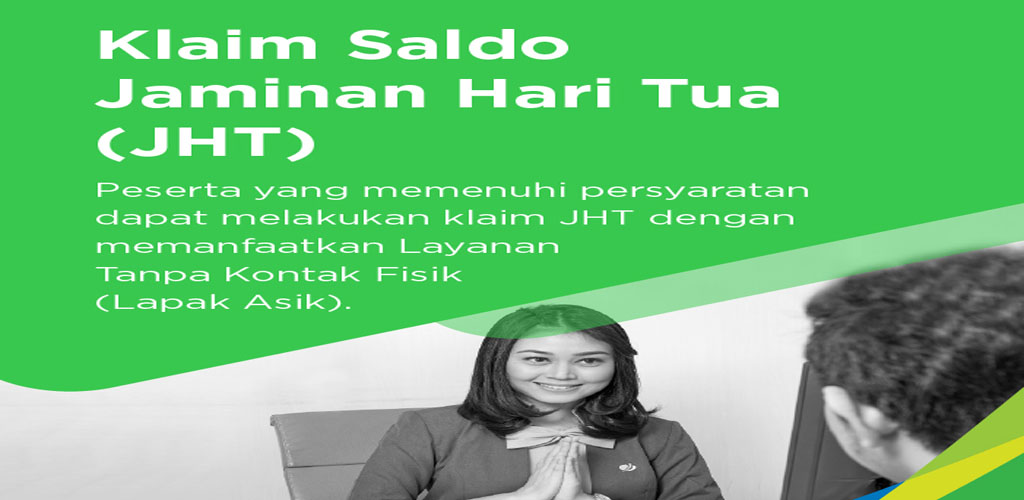 Klaim Saldo
Jaminan Hari Tua
(JHT)
Peserta yang memenuhi persyaratan
dapat melakukan klaim JHT dengan
memanfaatkan Layanan
Tanpa Kontak Fisik
(Lapak Asik).